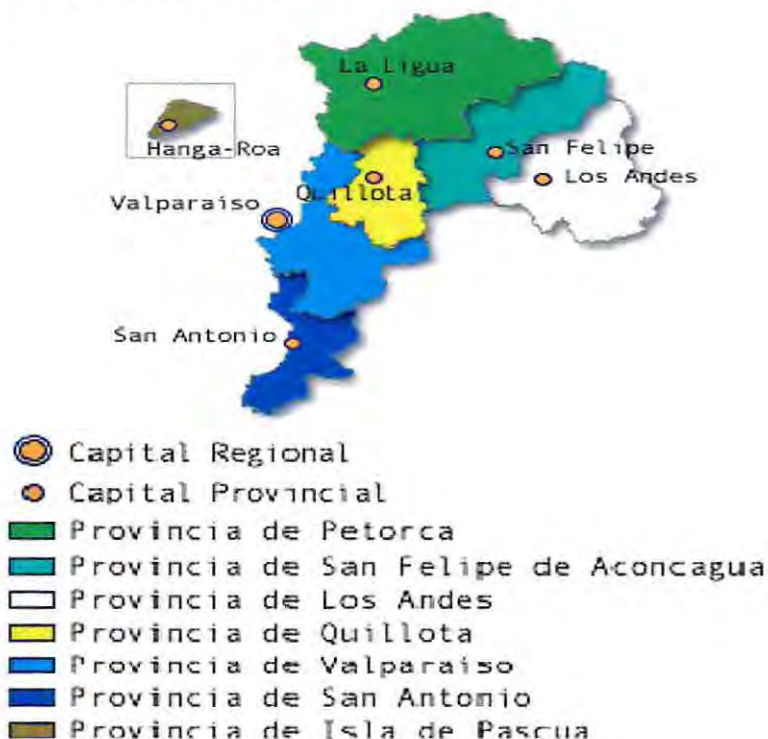 La Ligua
Hanga-Roa
San Felipe
Los Andes
Quillota
Valparaíso
San Antonio
Capital Regional
Capital Provincial
Provincia de Petorca
Provincia de San Felipe de Aconcagua
Provincia de Los Andes
Provincia de Quillota
Provincia de Valparaíso
Provincia de San Antonio
Provincia de Isla de Pascua